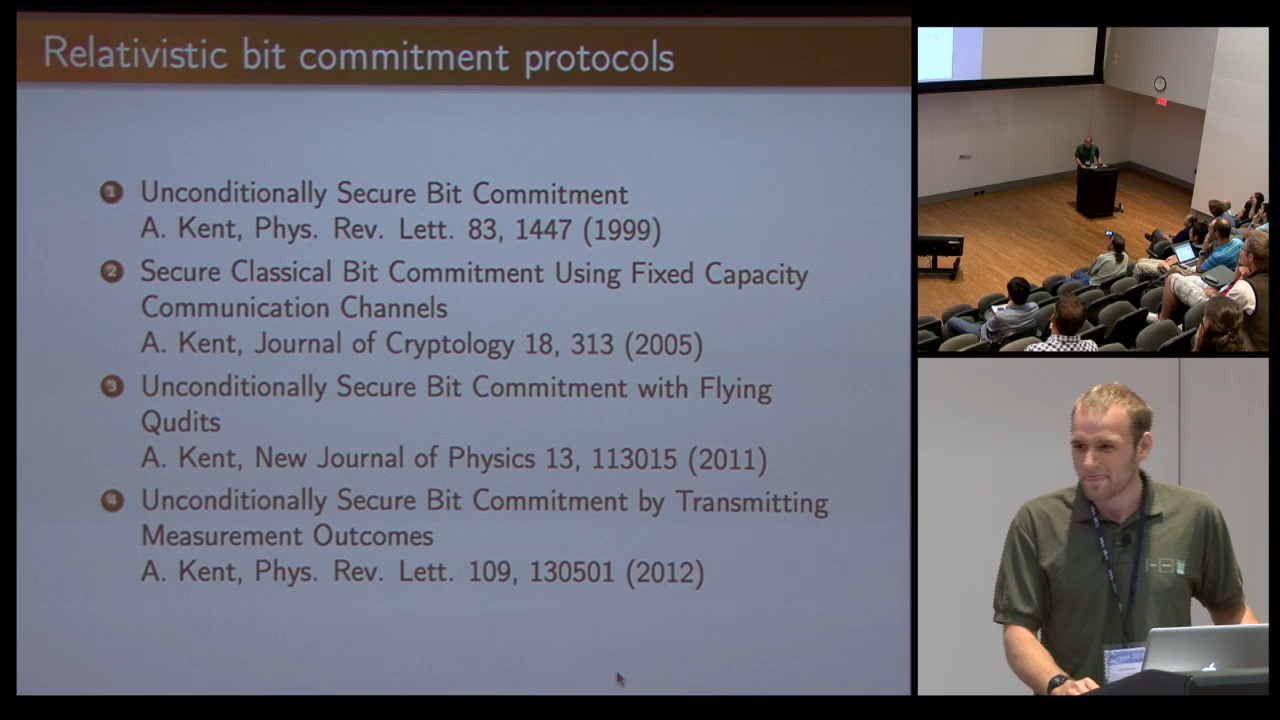 Relativistic bit commitment protocols
1 Unconditionally Secure Bit Commitment
A. Kent, Phys. Rev. Lett. 83, 1447 (1999)
2 Secure Classical Bit Commitment Using Fixed Capacity
Communication Channels
A. Kent, Journal of Cryptology 18, 313 (2005)
3 Unconditionally Secure Bit Commitment with Flying
Qudits
A. Kent, New Journal of Physics 13, 113015 (2011)
4 Unconditionally Secure Bit Commitment by Transmitting
Measurement Outcomes
A. Kent, Phys. Rev. Lett. 109, 130501 (2012)